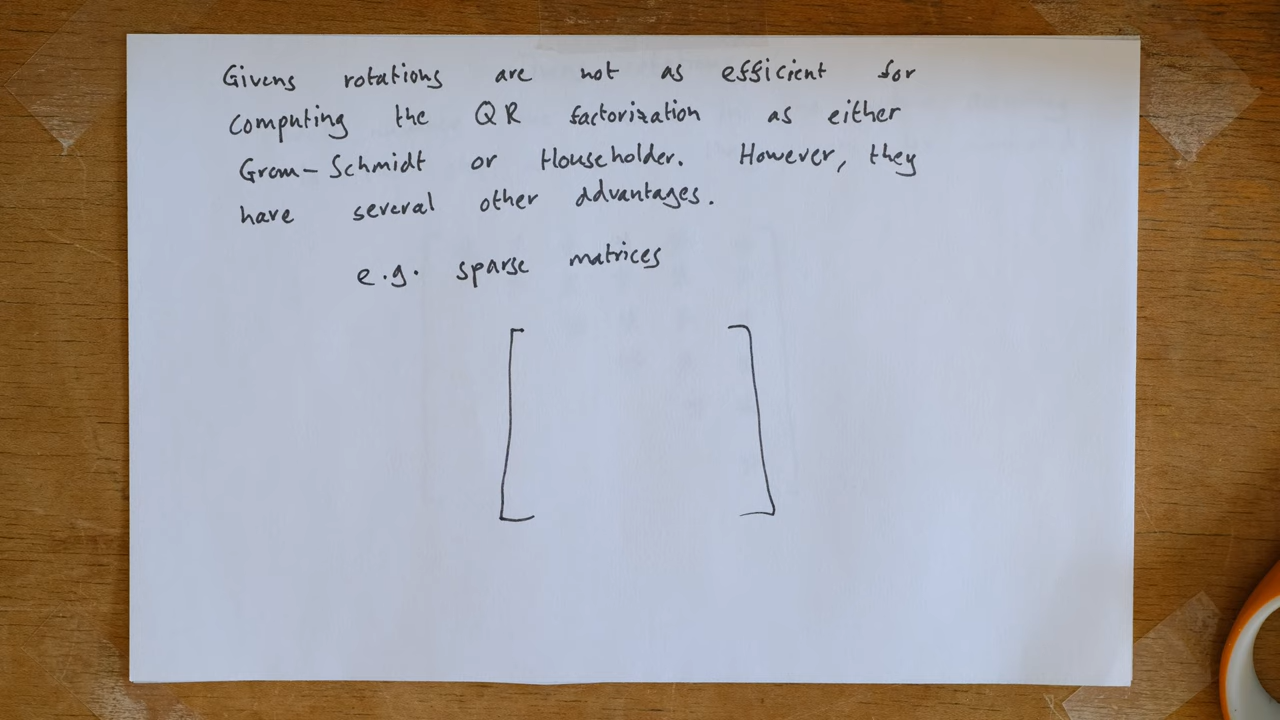 Givens rotations are not as efficient for
computing the QR factorization as either
Gram-Schmidt or Householder. However, they
have several other advantages.
e.g. sparse matrices